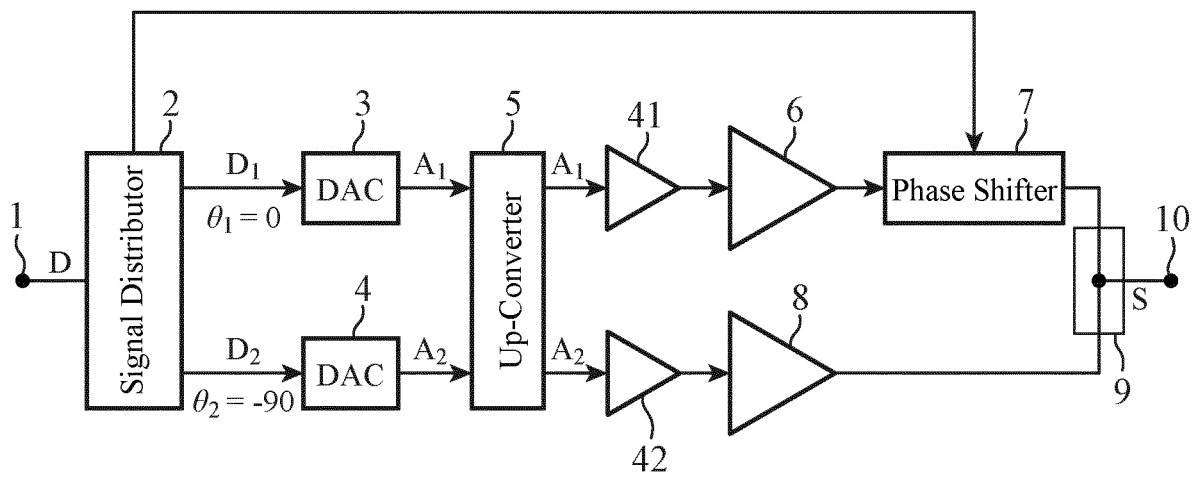 2
3
5
41
6
7
D₁
A₁
A₁
DAC
Phase Shifter
θ₁ = 0
1
D
Signal Distributor
Up-Converter
10
S
4
8
D₂
A₂
A₂
DAC
θ₂ = -90
9
42